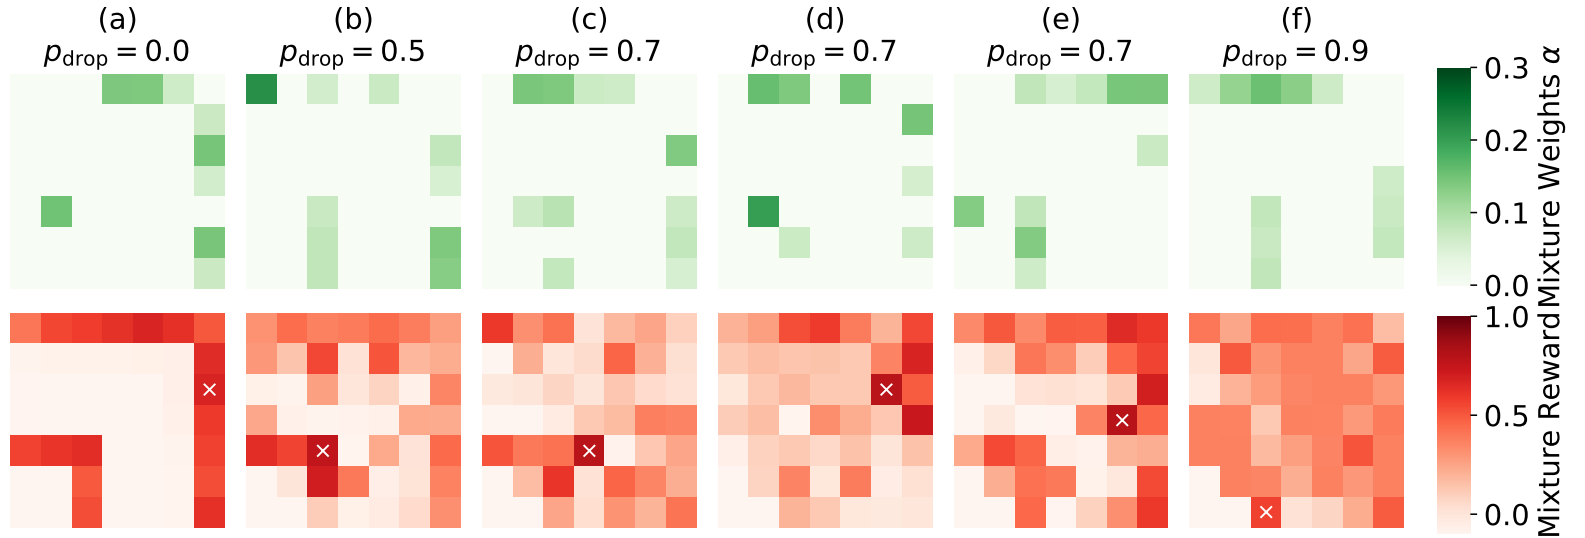 (a) (b) (c) (d) (e) (f)
p_drop = 0.0 p_drop = 0.5 p_drop = 0.7 p_drop = 0.7 p_drop = 0.7 p_drop = 0.9
0.3
0.2
0.1
0.0
Mixture Weights α
1.0
0.5
0.0
Mixture Reward